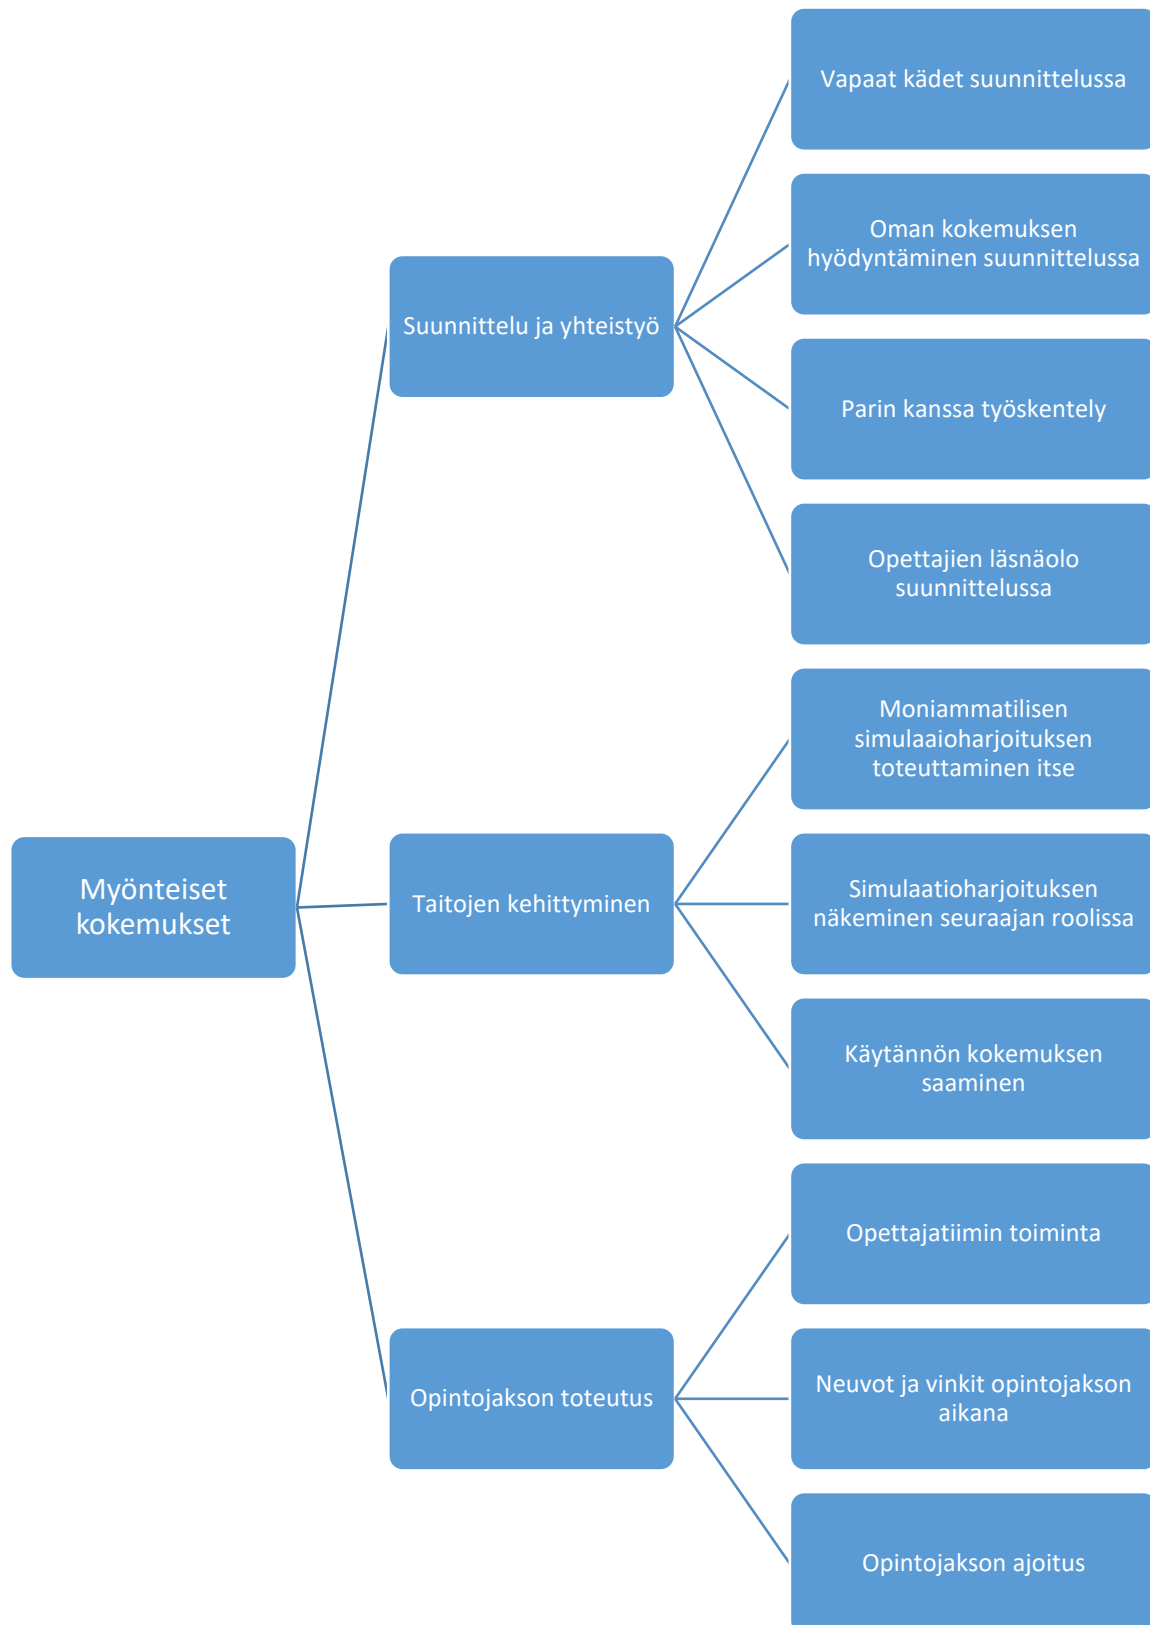 Vapaat kädet suunnittelussa
Oman kokemuksen
hyödyntäminen suunnittelussa
Suunnittelu ja yhteistyö
Parin kanssa työskentely
Opettajien läsnäolo
suunnittelussa
Moniammatilisen
simulaaioharjoituksen
toteuttaminen itse
Myönteiset
kokemukset
Taitojen kehittyminen
Simulaatioharjoituksen
näkeminen seuraajan roolissa
Käytännön kokemuksen
saaminen
Opettajatiimin toiminta
Opintojakson toteutus
Neuvot ja vinkit opintojakson
aikana
Opintojakson ajoitus